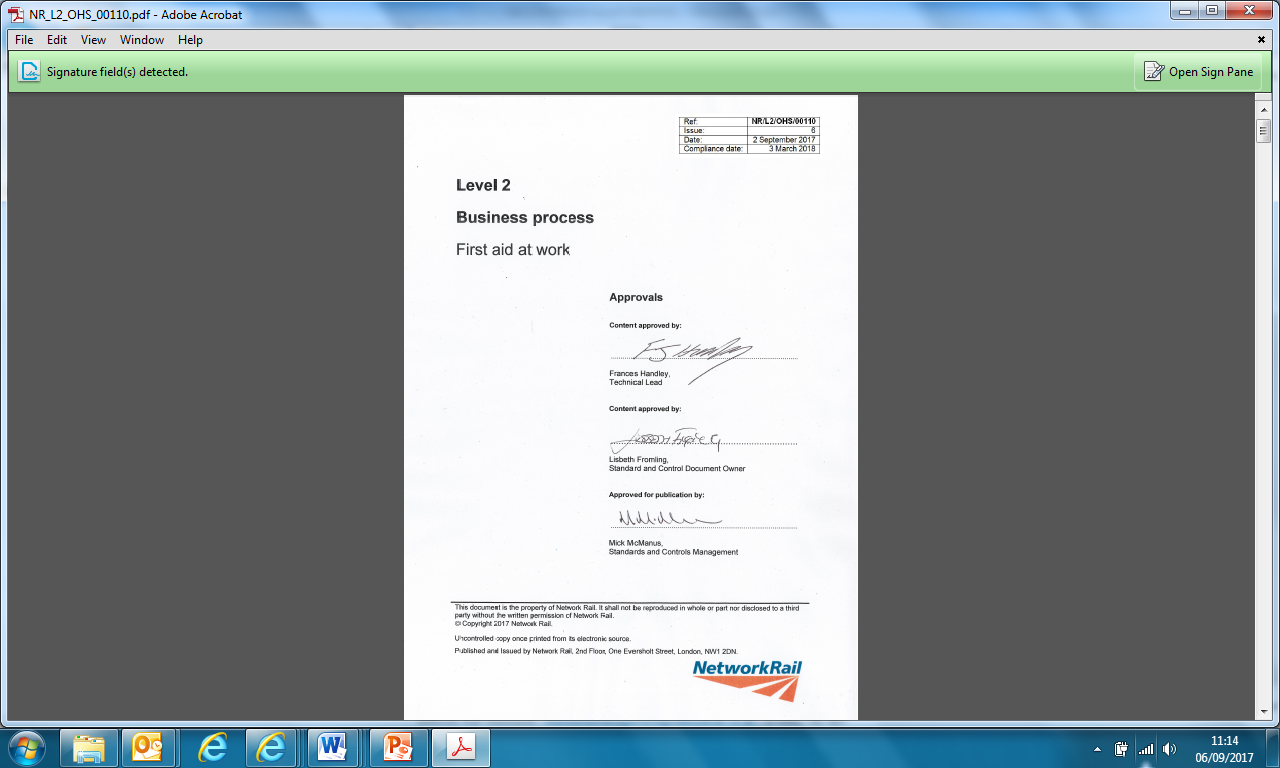 NR_L2_OHS_00110.pdf - Adobe Acrobat
File Edit View Window Help
Signature field(s) detected.
Open Sign Pane
Ref: NR/L2/OHS/00110
Issue: 6
Date: 2 September 2017
Compliance date: 3 March 2018
Level 2
Business process
First aid at work
Approvals
Content approved by:
Frances Handley,
Technical Lead
Content approved by:
Lisbeth Fromling,
Standard and Control Document Owner
Approved for publication by:
Mick McManus,
Standards and Controls Management
This document is the property of Network Rail. It shall not be reproduced in whole or part nor disclosed to a third
party without the written permission of Network Rail.
© Copyright 2017 Network Rail.
Uncontrolled copy once printed from its electronic source.
Published and Issued by Network Rail, 2nd Floor, One Eversholt Street, London, NW1 2DN.
NetworkRail
11:14
06/09/2017